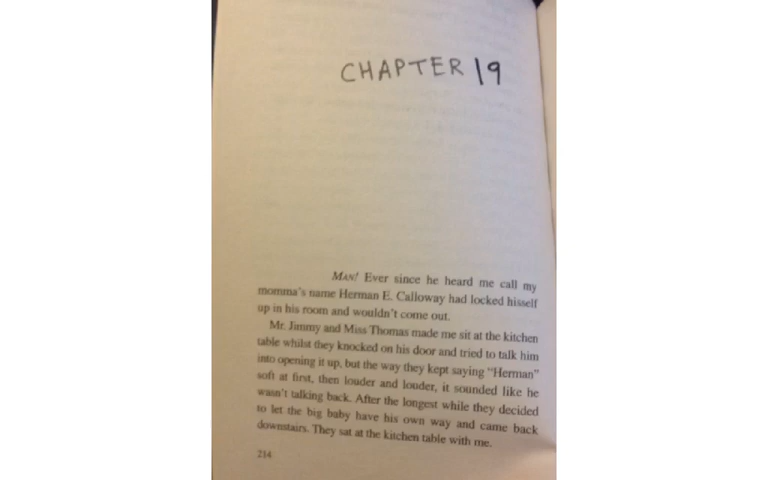 CHAPTER 19
MAN! Ever since he heard me call my
momma's name Herman E. Calloway had locked hisself
up in his room and wouldn't come out.
Mr. Jimmy and Miss Thomas made me sit at the kitchen
table whilst they knocked on his door and tried to talk him
into opening it up, but the way they kept saying "Herman"
soft at first, then louder and louder, it sounded like he
wasn't talking back. After the longest while they decided
to let the big baby have his own way and came back
downstairs. They sat at the kitchen table with me.
214